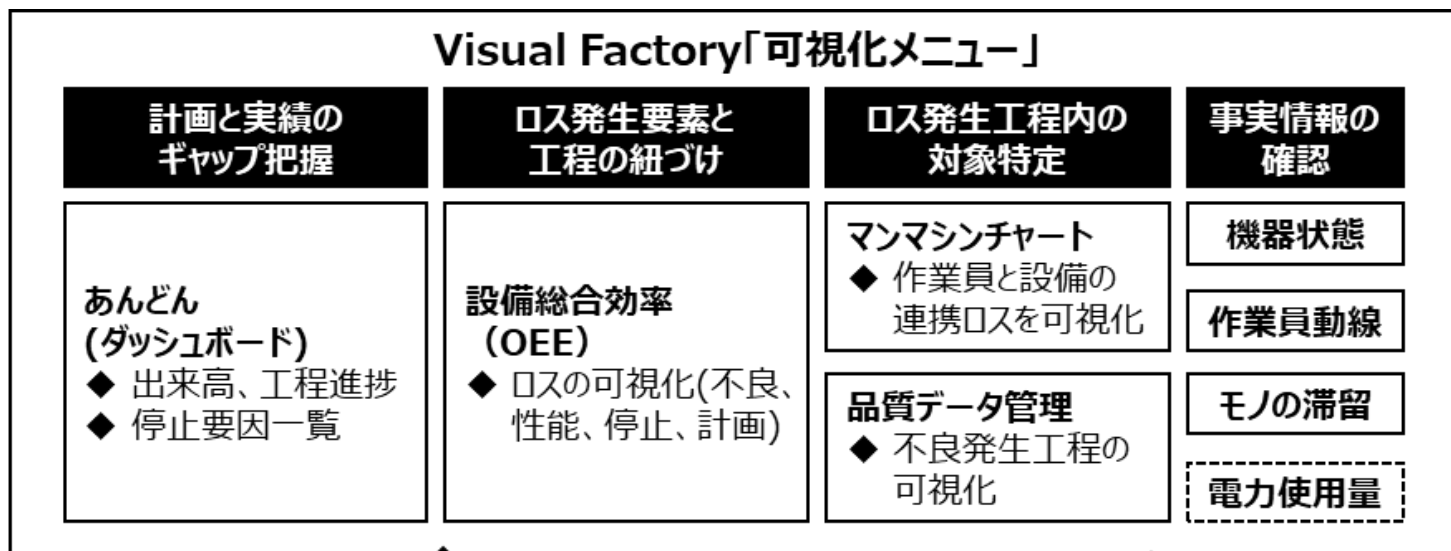 Visual Factory「可視化メニュー」
計画と実績の
ギャップ把握
ロス発生要素と
工程の紐づけ
ロス発生工程内の
対象特定
事実情報の
確認
あんどん
(ダッシュボード)
◆ 出来高、工程進捗
◆ 停止要因一覧
設備総合効率
（OEE）
◆ ロスの可視化(不良、
性能、停止、計画)
マンマシンチャート
◆ 作業員と設備の
連携ロスを可視化
品質データ管理
◆ 不良発生工程の
可視化
機器状態
作業員動線
モノの滞留
電力使用量